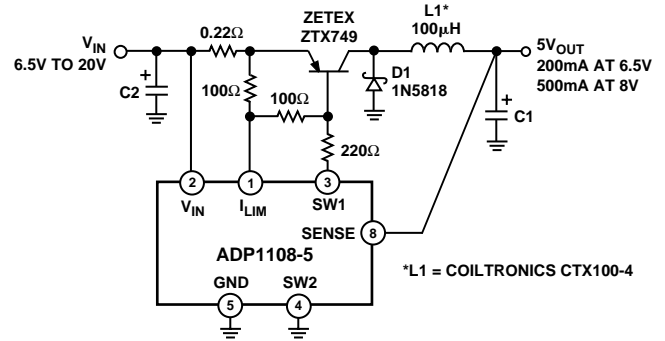 ZETEX
ZTX749
L1*
100µH
0.22Ω
V_IN
6.5V TO 20V
+
C2
100Ω
100Ω
D1
1N5818
5V_OUT
200mA AT 6.5V
500mA AT 8V
+
C1
220Ω
2
1
3
V_IN
I_LIM
SW1
SENSE
8
ADP1108-5
*L1 = COILTRONICS CTX100-4
GND
SW2
5
4